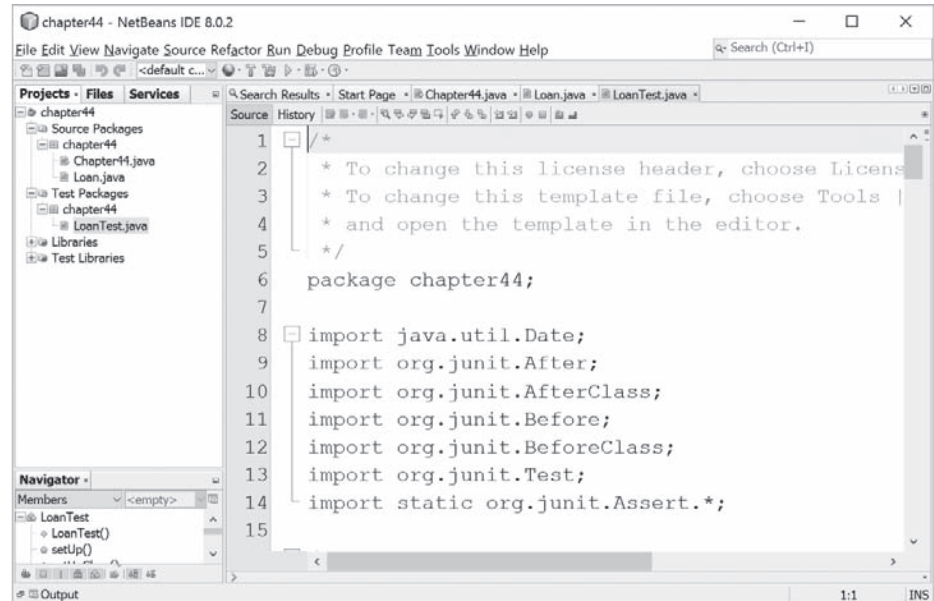 chapter44 - NetBeans IDE 8.0.2
File Edit View Navigate Source Refactor Run Debug Profile Team Tools Window Help
Search (Ctrl+I)
<default c...
Projects Files Services
chapter44
Source Packages
chapter44
Chapter44.java
Loan.java
Test Packages
chapter44
LoanTest.java
Libraries
Test Libraries
Search Results Start Page Chapter44.java Loan.java LoanTest.java
Source History
1 /*
2 * To change this license header, choose Licens
3 * To change this template file, choose Tools |
4 * and open the template in the editor.
5 */
6 package chapter44;
7
8 import java.util.Date;
9 import org.junit.After;
10 import org.junit.AfterClass;
11 import org.junit.Before;
12 import org.junit.BeforeClass;
13 import org.junit.Test;
14 import static org.junit.Assert.*;
15
Navigator
Members <empty>
LoanTest
LoanTest()
setUp()
Output
1:1 INS